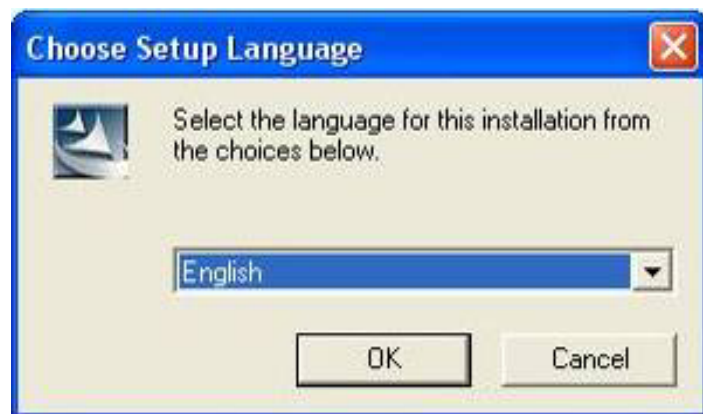 Choose Setup Language
Select the language for this installation from
the choices below.
English
OK
Cancel